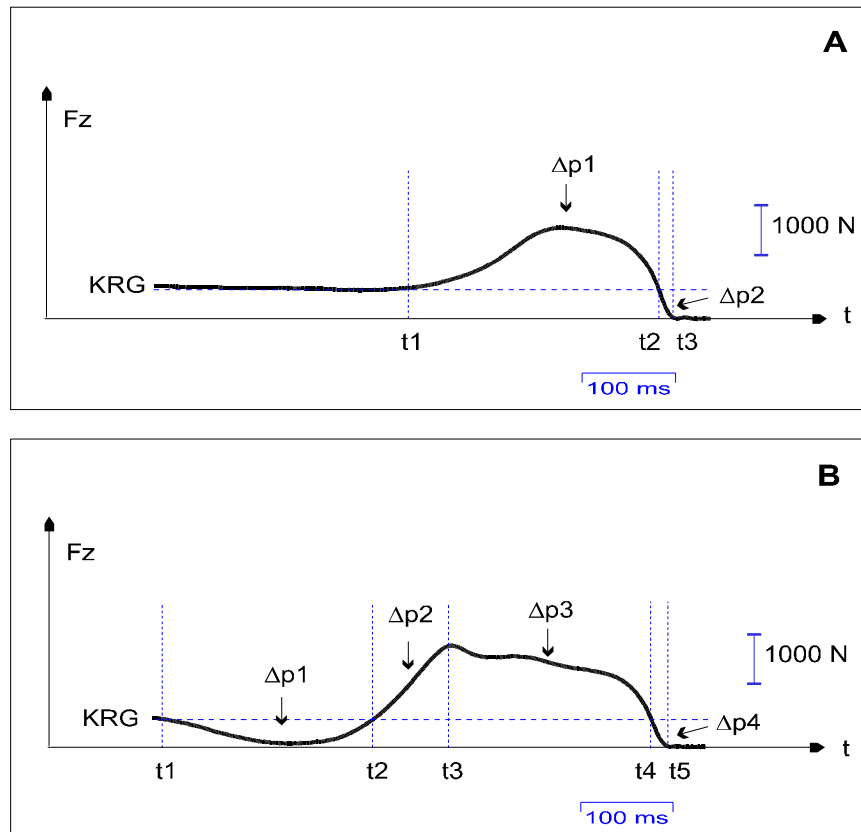 A
Fz
Δp1
1000 N
KRG
Δp2
t
t1
t2
t3
100 ms
B
Fz
Δp2
Δp3
1000 N
Δp1
KRG
Δp4
t
t1
t2
t3
t4
t5
100 ms